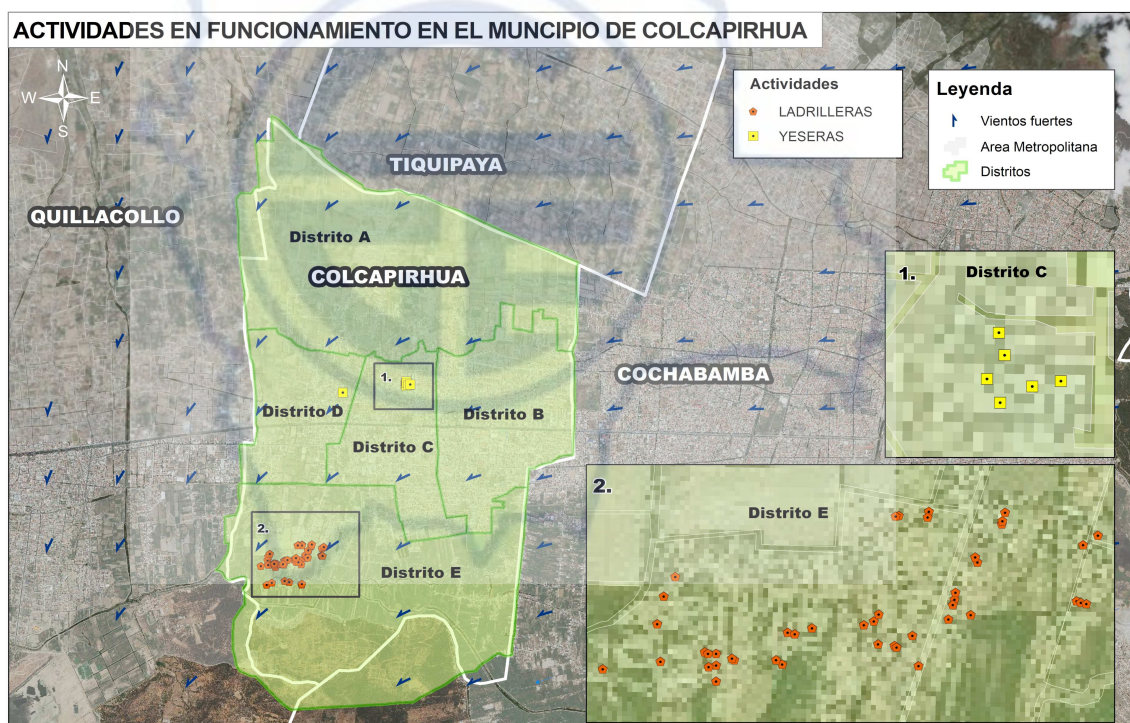 ACTIVIDADES EN FUNCIONAMIENTO EN EL MUNCIPIO DE COLCAPIRHUA
N
W E
S
Actividades
LADRILLERAS
YESERAS
Leyenda
Vientos fuertes
Area Metropolitana
Distritos
TIQUIPAYA
QUILLACOLLO
Distrito A
COLCAPIRHUA
1. Distrito C
COCHABAMBA
1.
Distrito D
Distrito B
Distrito C
2.
Distrito E
2.
Distrito E